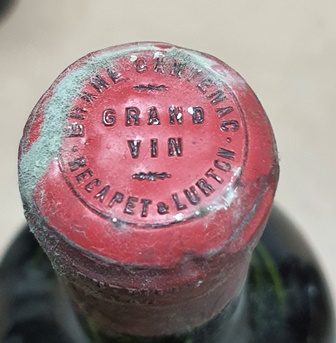 BRANE CANTENAC
GRAND
VIN
RECAPET & LURTON